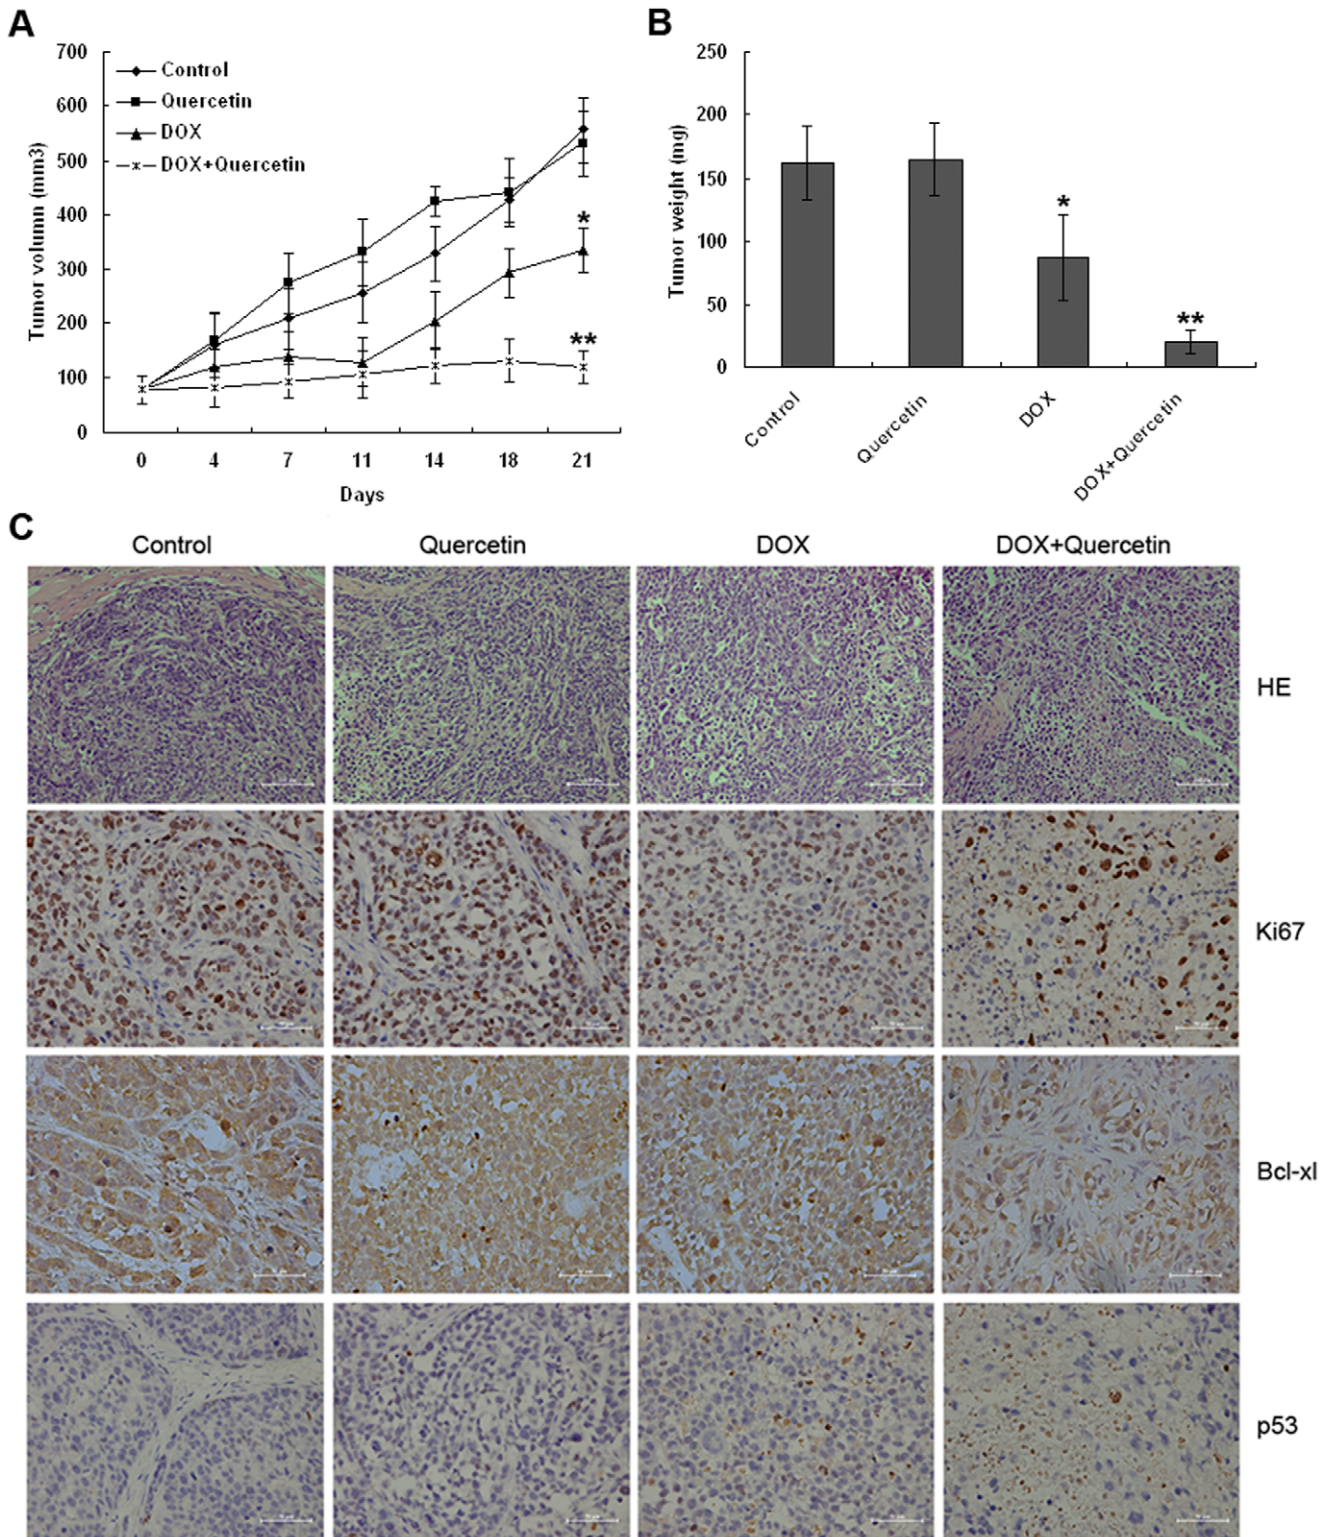 A
700
600
500
400
300
200
100
0
Tumor volumn (mm3)
Control
Quercetin
DOX
DOX+Quercetin
*
**
0 4 7 11 14 18 21
Days
B
250
200
150
100
50
0
Tumor weight (mg)
*
**
Control
Quercetin
DOX
DOX+Quercetin
C
Control Quercetin DOX DOX+Quercetin
HE
Ki67
Bcl-xl
p53